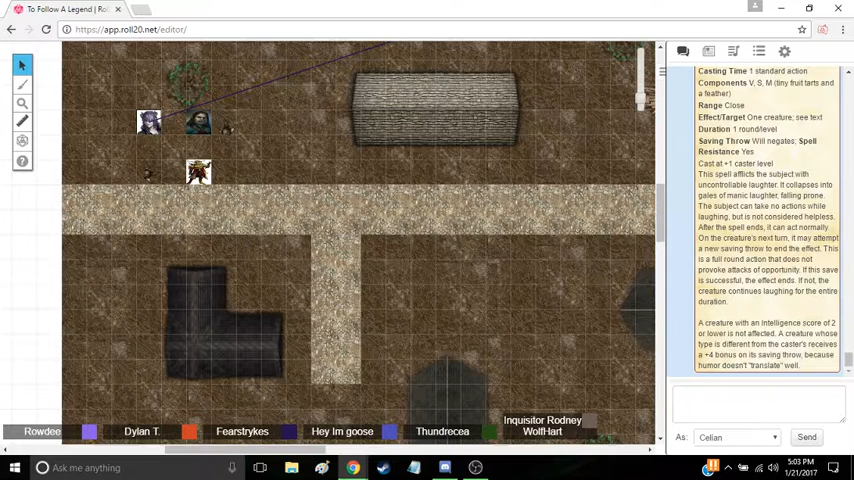 To Follow A Legend | Ro
https://app.roll20.net/editor/
Casting Time 1 standard action
Components V, S, M (tiny fruit tarts and
a feather)
Range Close
Effect/Target One creature; see text
Duration 1 round/level
Saving Throw Will negates; Spell
Resistance Yes
Cast at +1 caster level
This spell afflicts the subject with
uncontrollable laughter. It collapses into
gales of manic laughter, falling prone.
The subject can take no actions while
laughing, but is not considered helpless.
After the spell ends, it can act normally.
On the creature's next turn, it may attempt
a new saving throw to end the effect. This
is a full round action that does not
provoke attacks of opportunity. If this save
is successful, the effect ends. If not, the
creature continues laughing for the entire
duration.
A creature with an Intelligence score of 2
or lower is not affected. A creature whose
type is different from the caster's receives
a +4 bonus on its saving throw, because
humor doesn't "translate" well.
Rowdee
Dylan T.
Fearstrykes
Hey Im goose
Thundrecea
Inquisitor Rodney
WolfHart
As:
Celian
Send
Ask me anything
5:03 PM
1/21/2017